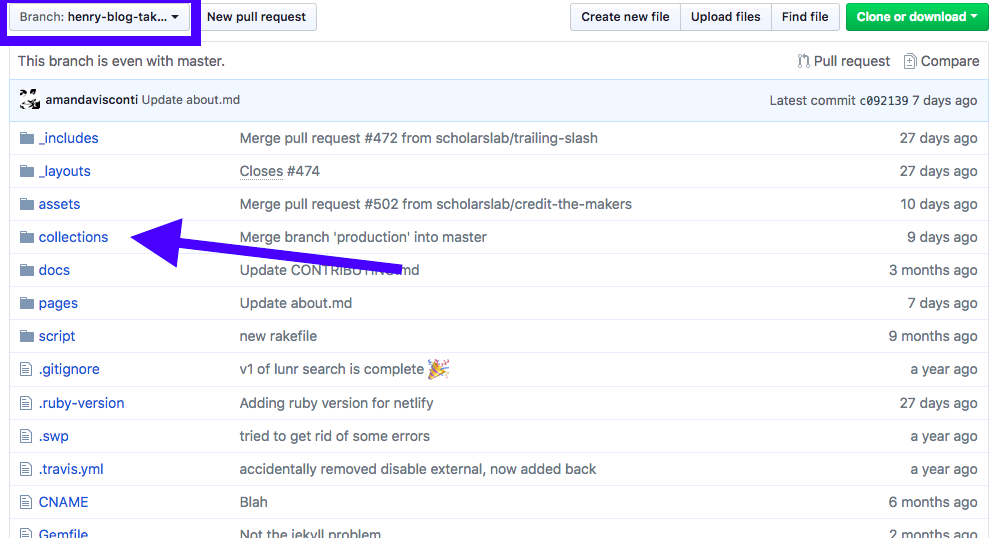 Branch: henry-blog-tak... New pull request Create new file Upload files Find file Clone or download
This branch is even with master. Pull request Compare
amandavisconti Update about.md Latest commit c092139 7 days ago
_includes Merge pull request #472 from scholarslab/trailing-slash 27 days ago
_layouts Closes #474 27 days ago
assets Merge pull request #502 from scholarslab/credit-the-makers 10 days ago
collections Merge branch 'production' into master 9 days ago
docs Update CONTRIBUTING.md 3 months ago
pages Update about.md 7 days ago
script new rakefile 9 months ago
.gitignore v1 of lunr search is complete 🎉 a year ago
.ruby-version Adding ruby version for netlify 27 days ago
.swp tried to get rid of some errors a year ago
.travis.yml accidentally removed disable external, now added back a year ago
CNAME Blah 6 months ago
Gemfile Not the jekyll problem 2 months ago